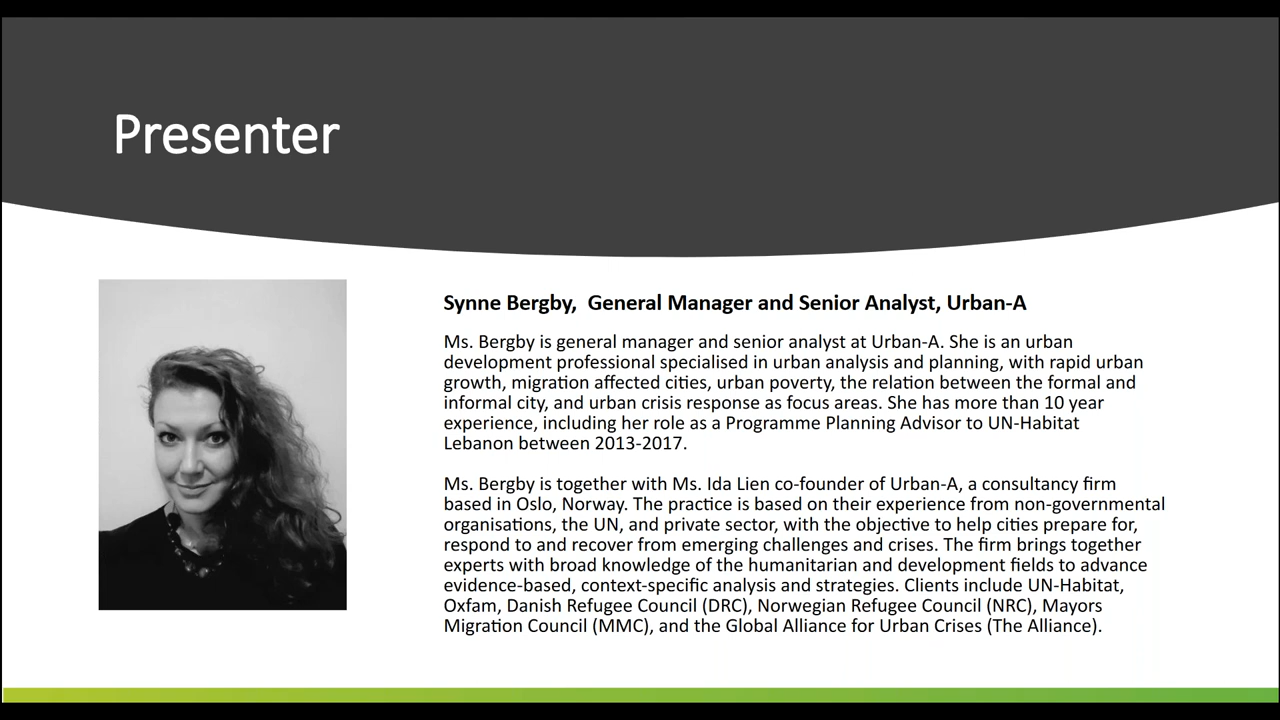 Presenter
Synne Bergby,  General Manager and Senior Analyst, Urban-A
Ms. Bergby is general manager and senior analyst at Urban-A. She is an urban
development professional specialised in urban analysis and planning, with rapid urban
growth, migration affected cities, urban poverty, the relation between the formal and
informal city, and urban crisis response as focus areas. She has more than 10 year
experience, including her role as a Programme Planning Advisor to UN-Habitat
Lebanon between 2013-2017.
Ms. Bergby is together with Ms. Ida Lien co-founder of Urban-A, a consultancy firm
based in Oslo, Norway. The practice is based on their experience from non-governmental
organisations, the UN, and private sector, with the objective to help cities prepare for,
respond to and recover from emerging challenges and crises. The firm brings together
experts with broad knowledge of the humanitarian and development fields to advance
evidence-based, context-specific analysis and strategies. Clients include UN-Habitat,
Oxfam, Danish Refugee Council (DRC), Norwegian Refugee Council (NRC), Mayors
Migration Council (MMC), and the Global Alliance for Urban Crises (The Alliance).